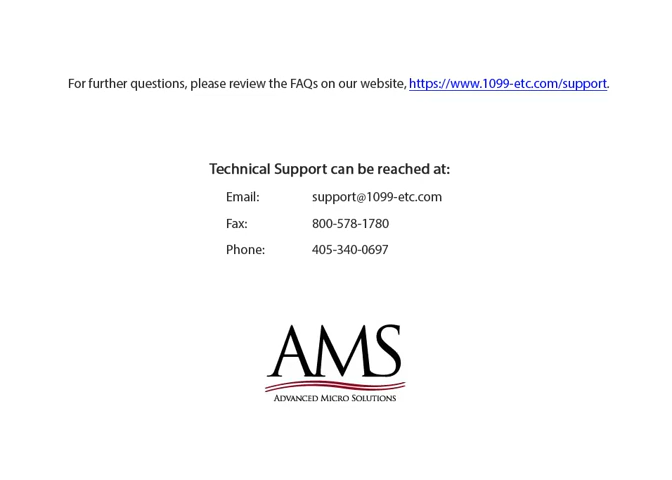 For further questions, please review the FAQs on our website, https://www.1099-etc.com/support.
Technical Support can be reached at:
Email: support@1099-etc.com
Fax: 800-578-1780
Phone: 405-340-0697
AMS
ADVANCED MICRO SOLUTIONS